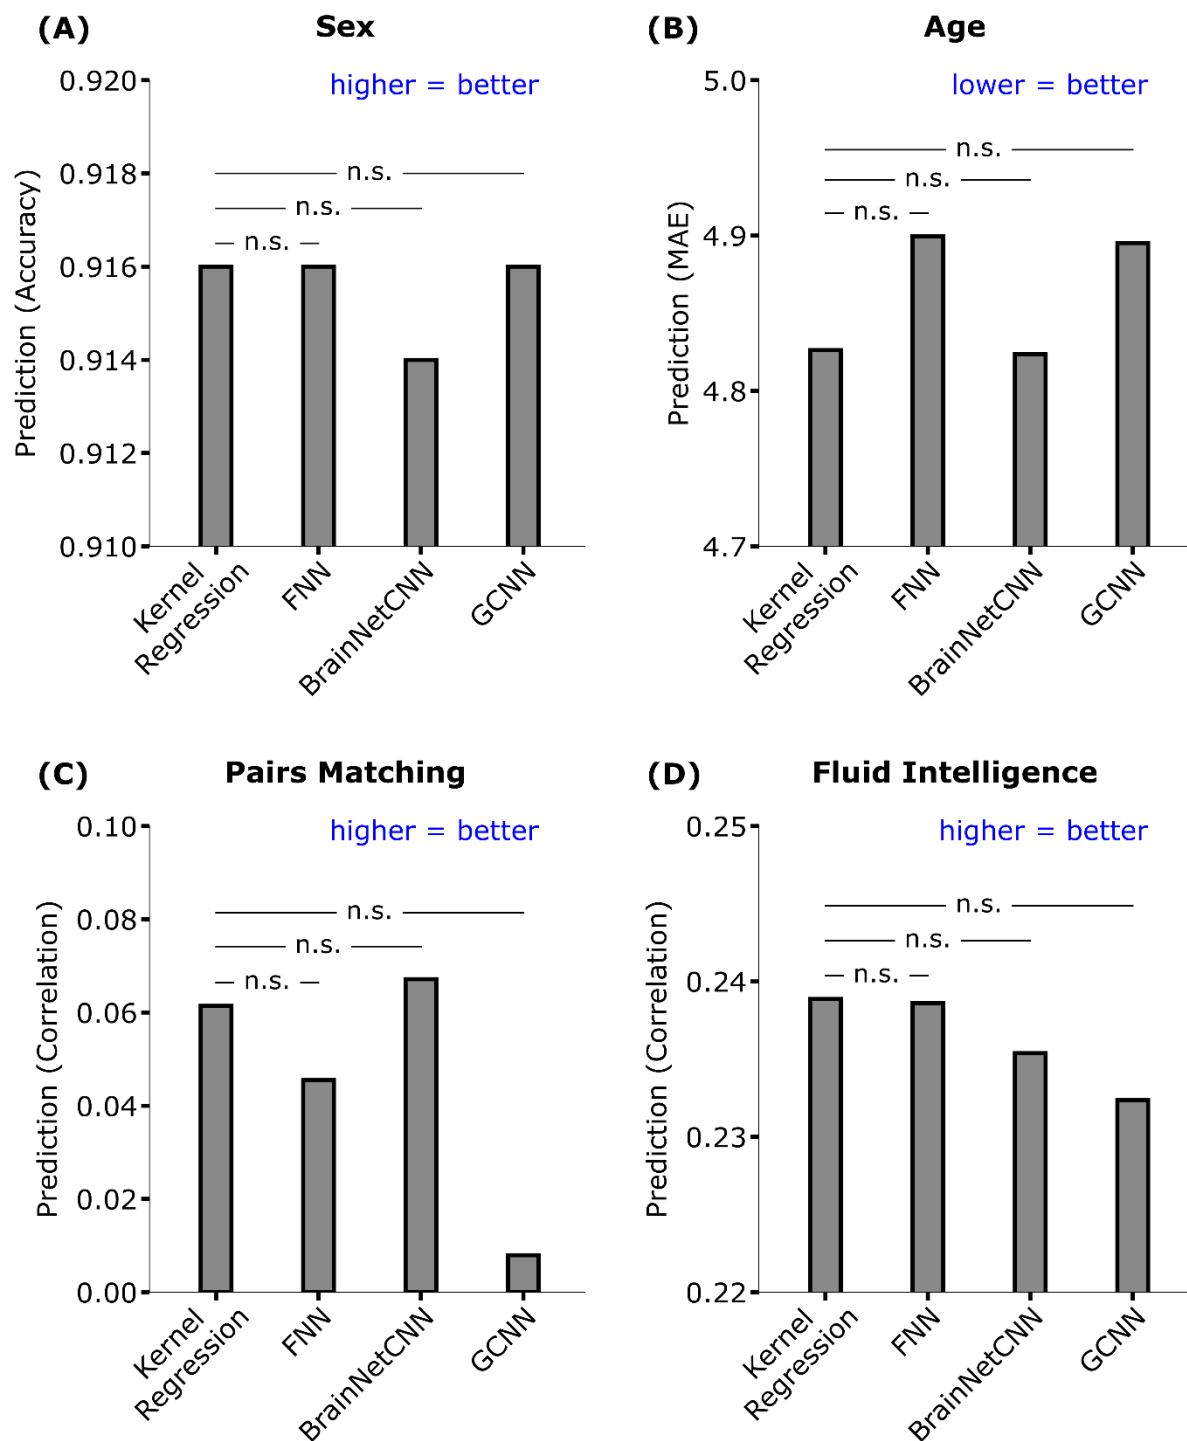 (A) Sex
higher = better
0.920
0.918
0.916
0.914
0.912
0.910
Prediction (Accuracy)
n.s.
n.s.
n.s.
Kernel
Regression
FNN
BrainNetCNN
GCNN
(B) Age
lower = better
5.0
4.9
4.8
4.7
Prediction (MAE)
n.s.
n.s.
n.s.
Kernel
Regression
FNN
BrainNetCNN
GCNN
(C) Pairs Matching
higher = better
0.10
0.08
0.06
0.04
0.02
0.00
Prediction (Correlation)
n.s.
n.s.
n.s.
Kernel
Regression
FNN
BrainNetCNN
GCNN
(D) Fluid Intelligence
higher = better
0.25
0.24
0.23
0.22
Prediction (Correlation)
n.s.
n.s.
n.s.
Kernel
Regression
FNN
BrainNetCNN
GCNN